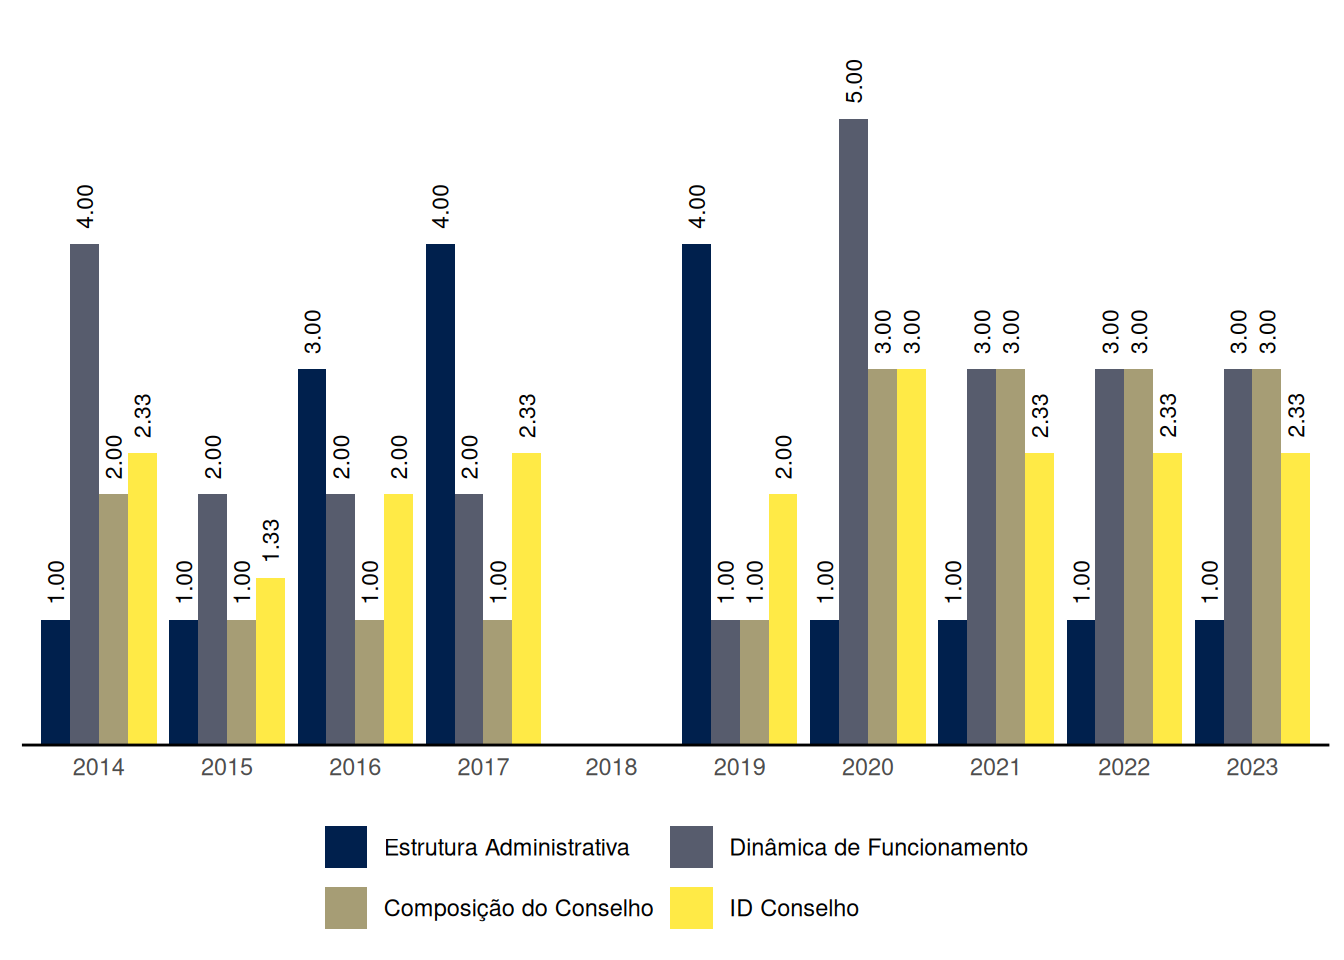 1.00 4.00 2.00 2.33
1.00 2.00 1.00 1.33
3.00 2.00 1.00 2.00
4.00 2.00 1.00 2.33
4.00 1.00 1.00 2.00
1.00 5.00 3.00 3.00
1.00 3.00 3.00 2.33
1.00 3.00 3.00 2.33
1.00 3.00 3.00 2.33
2014 2015 2016 2017 2018 2019 2020 2021 2022 2023
Estrutura Administrativa Dinâmica de Funcionamento
Composição do Conselho ID Conselho